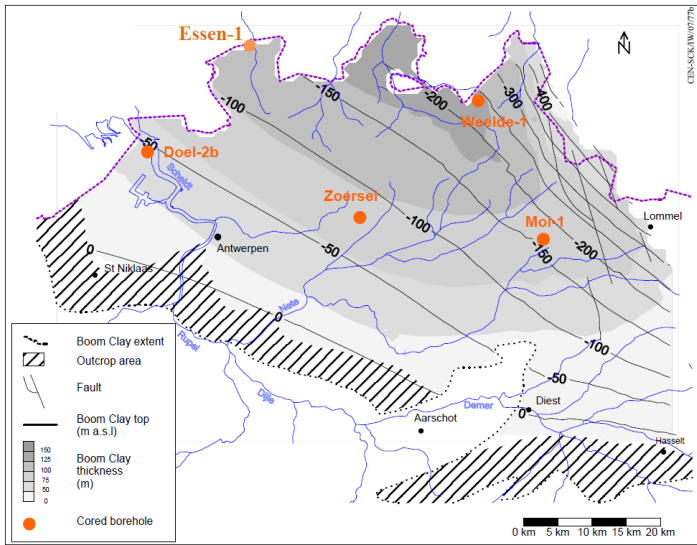 Essen-1
N
CEN-SCK/IW/07/77b
-150
-200
-300
-400
-100
Weelde-1
-50
Doel-2b
Scheldt
Zoersel
Mol-1
Lommel
-100
-150
-200
Antwerpen
-50
0
St Niklaas
Nete
0
Rupel
-100
-50
Dijle
Demer
Diest
0
Aarschot
Hasselt
Boom Clay extent
Outcrop area
Fault
Boom Clay top
(m a.s.l)
150
125
100
75
50
0
Boom Clay
thickness
(m)
Cored borehole
0 km 5 km 10 km 15 km 20 km